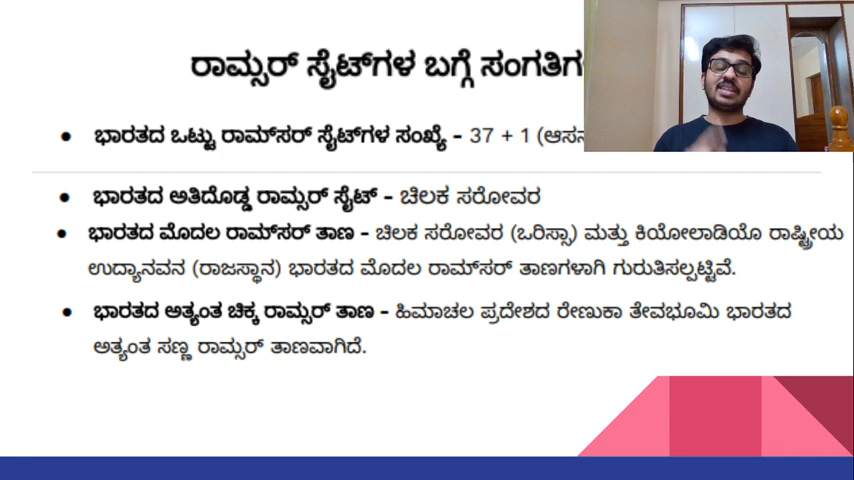 ರಾಮ್ಸರ್ ಸೈಟ್‌ಗಳ ಬಗ್ಗೆ
● ಭಾರತದ ಒಟ್ಟು ರಾಮ್‌ಸರ್ ಸೈಟ್‌ಗಳ ಸಂಖ್ಯೆ - 37 + 1
● ಭಾರತದ ಅತಿದೊಡ್ಡ ರಾಮ್ಸರ್ ಸೈಟ್ - ಚಿಲಕ ಸರೋವರ
● ಭಾರತದ ಮೊದಲ ರಾಮ್‌ಸರ್ ತಾಣ - ಚಿಲಕ ಸರೋವರ (ಒರಿಸ್ಸಾ) ಮತ್ತು ಕಿಯೋಲಾಡಿಯೊ ರಾಷ್ಟ್ರೀಯ
ಉದ್ಯಾನವನ (ರಾಜಸ್ಥಾನ) ಭಾರತದ ಮೊದಲ ರಾಮ್‌ಸರ್ ತಾಣಗಳಾಗಿ ಗುರುತಿಸಲ್ಪಟ್ಟಿವೆ.
● ಭಾರತದ ಅತ್ಯಂತ ಚಿಕ್ಕ ರಾಮ್ಸರ್ ತಾಣ - ಹಿಮಾಚಲ ಪ್ರದೇಶದ ರೇಣುಕಾ ತೇವಭೂಮಿ ಭಾರತದ
ಅತ್ಯಂತ ಸಣ್ಣ ರಾಮ್ಸರ್ ತಾಣವಾಗಿದೆ.